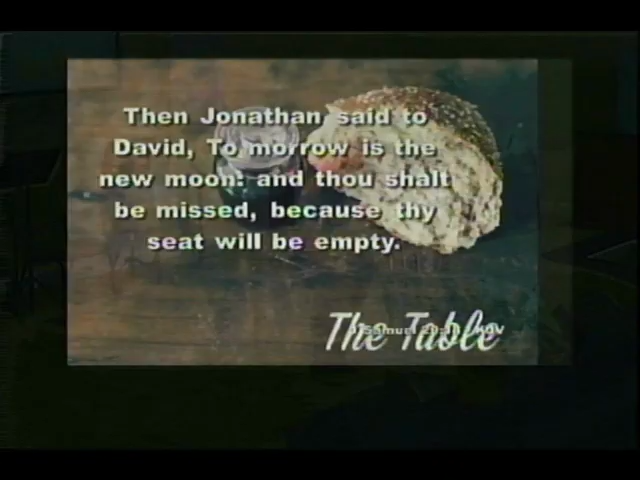 Then Jonathan said to
David, To morrow is the
new moon: and thou shalt
be missed, because thy
seat will be empty.
The Table
Samuel